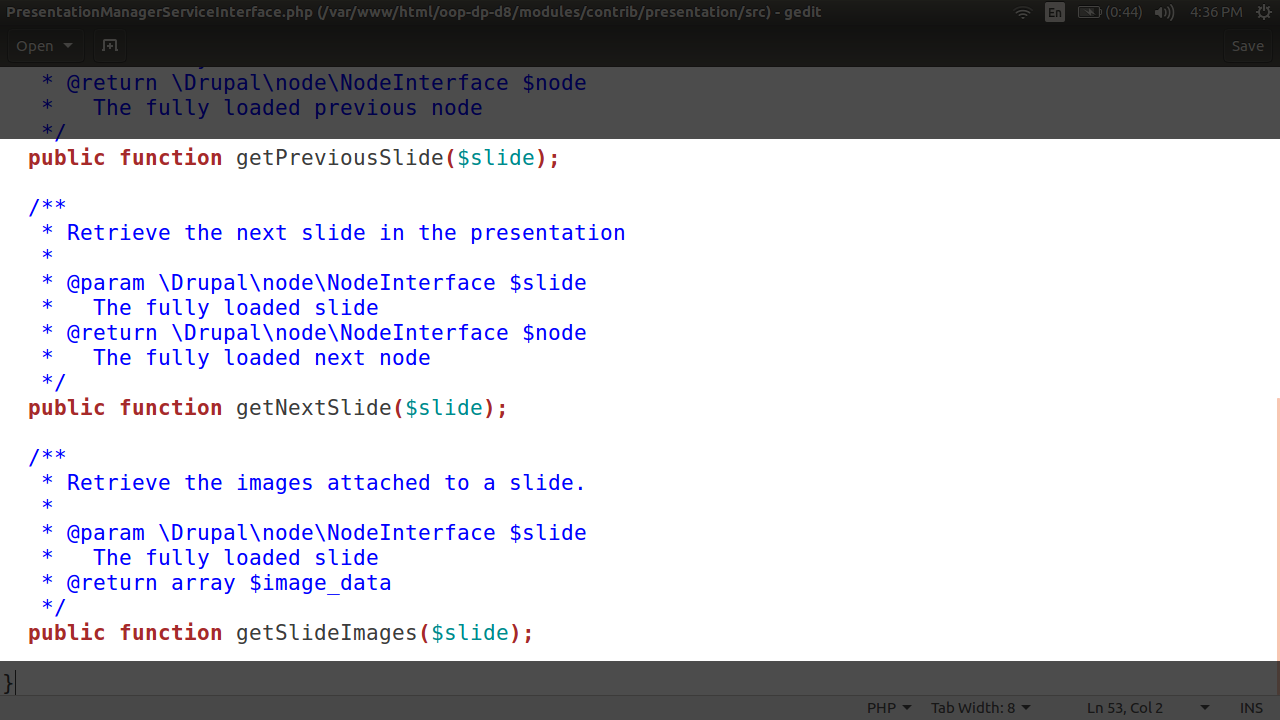 PresentationManagerServiceInterface.php (/var/www/html/oop-dp-d8/modules/contrib/presentation/src) - gedit En (0:44) 4:36 PM
Open Save
 * @return \Drupal\node\NodeInterface $node
 *   The fully loaded previous node
 */
public function getPreviousSlide($slide);
/**
 * Retrieve the next slide in the presentation
 *
 * @param \Drupal\node\NodeInterface $slide
 *   The fully loaded slide
 * @return \Drupal\node\NodeInterface $node
 *   The fully loaded next node
 */
public function getNextSlide($slide);
/**
 * Retrieve the images attached to a slide.
 *
 * @param \Drupal\node\NodeInterface $slide
 *   The fully loaded slide
 * @return array $image_data
 */
public function getSlideImages($slide);
}
PHP Tab Width: 8 Ln 53, Col 2 INS